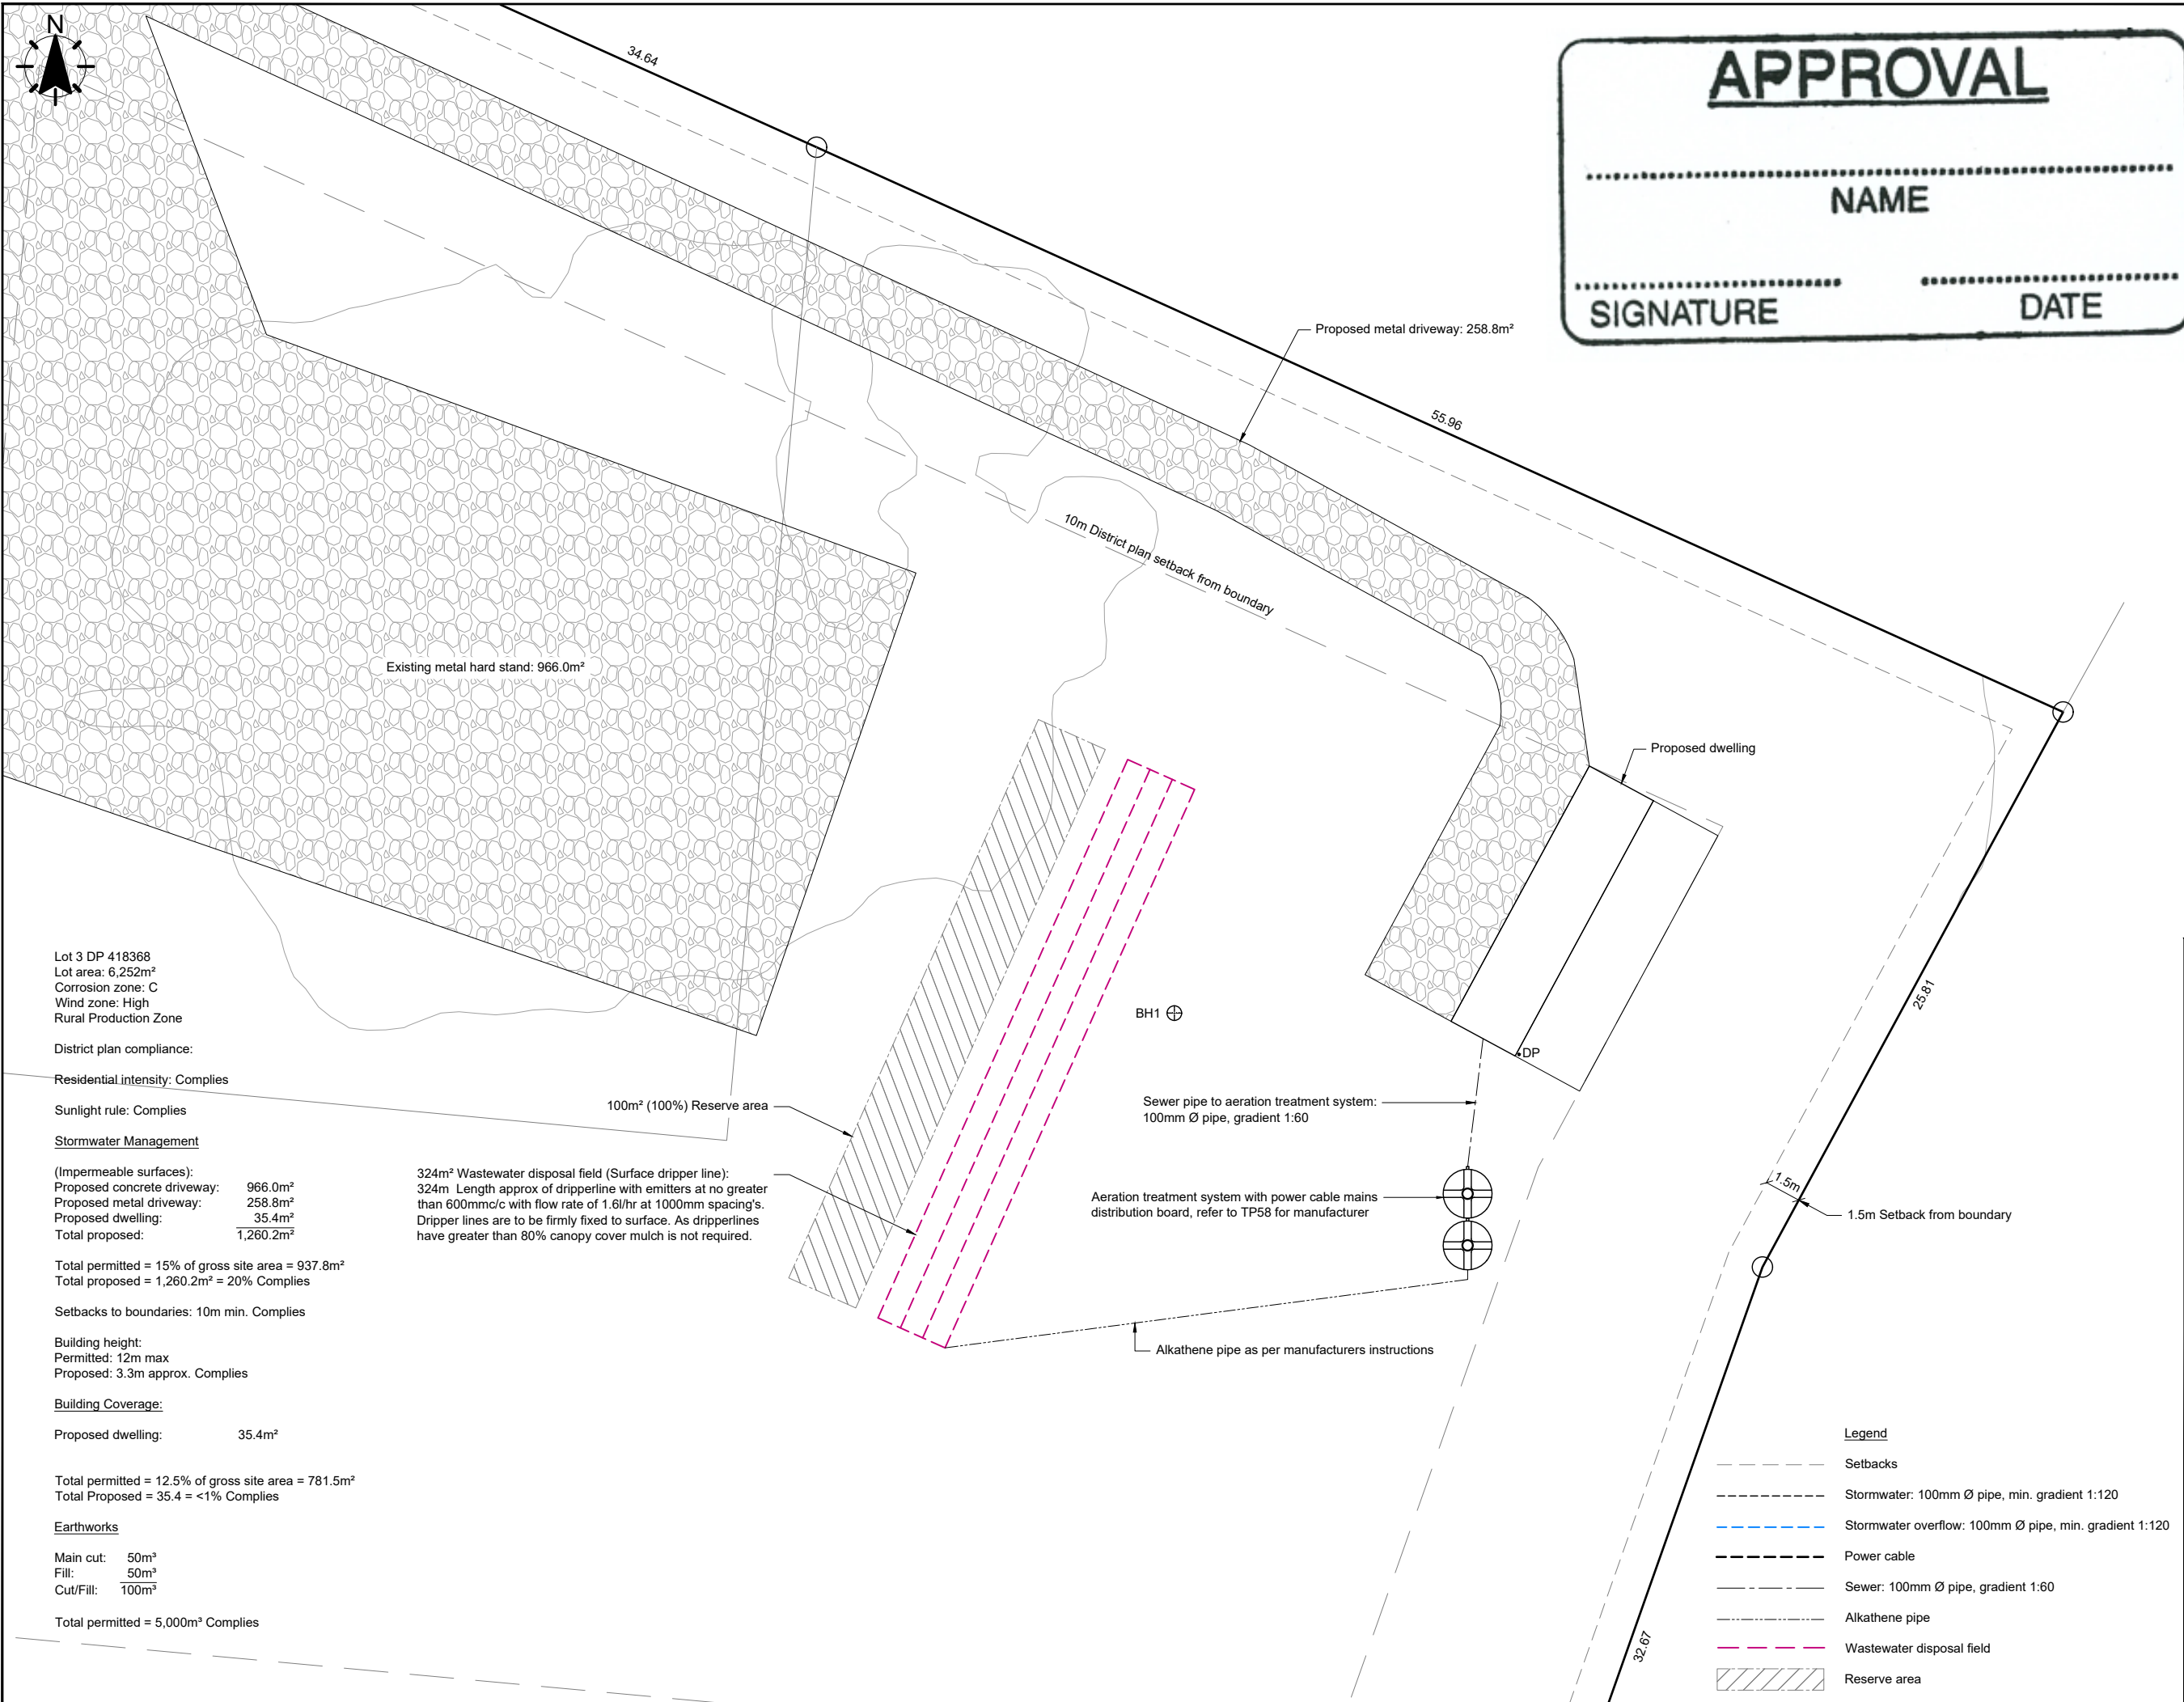 N
34.64
APPROVAL
NAME
SIGNATURE
DATE
Proposed metal driveway: 258.8m²
55.96
10m District plan setback from boundary
Existing metal hard stand: 966.0m²
Proposed dwelling
25.81
BH1
DP
Lot 3 DP 418368
Lot area: 6,252m²
Corrosion zone: C
Wind zone: High
Rural Production Zone
District plan compliance:
Residential intensity: Complies
Sunlight rule: Complies
Stormwater Management
(Impermeable surfaces):
Proposed concrete driveway: 966.0m²
Proposed metal driveway: 258.8m²
Proposed dwelling: 35.4m²
Total proposed: 1,260.2m²
Total permitted = 15% of gross site area = 937.8m²
Total proposed = 1,260.2m² = 20% Complies
Setbacks to boundaries: 10m min. Complies
Building height:
Permitted: 12m max
Proposed: 3.3m approx. Complies
Building Coverage:
Proposed dwelling: 35.4m²
Total permitted = 12.5% of gross site area = 781.5m²
Total Proposed = 35.4 = <1% Complies
Earthworks
Main cut: 50m³
Fill: 50m³
Cut/Fill: 100m³
Total permitted = 5,000m³ Complies
100m² (100%) Reserve area
324m² Wastewater disposal field (Surface dripper line):
324m Length approx of dripperline with emitters at no greater
than 600mmc/c with flow rate of 1.6l/hr at 1000mm spacing's.
Dripper lines are to be firmly fixed to surface. As dripperlines
have greater than 80% canopy cover mulch is not required.
Sewer pipe to aeration treatment system:
100mm Ø pipe, gradient 1:60
Aeration treatment system with power cable mains
distribution board, refer to TP58 for manufacturer
Alkathene pipe as per manufacturers instructions
1.5m
1.5m Setback from boundary
32.67
Legend
Setbacks
Stormwater: 100mm Ø pipe, min. gradient 1:120
Stormwater overflow: 100mm Ø pipe, min. gradient 1:120
Power cable
Sewer: 100mm Ø pipe, gradient 1:60
Alkathene pipe
Wastewater disposal field
Reserve area